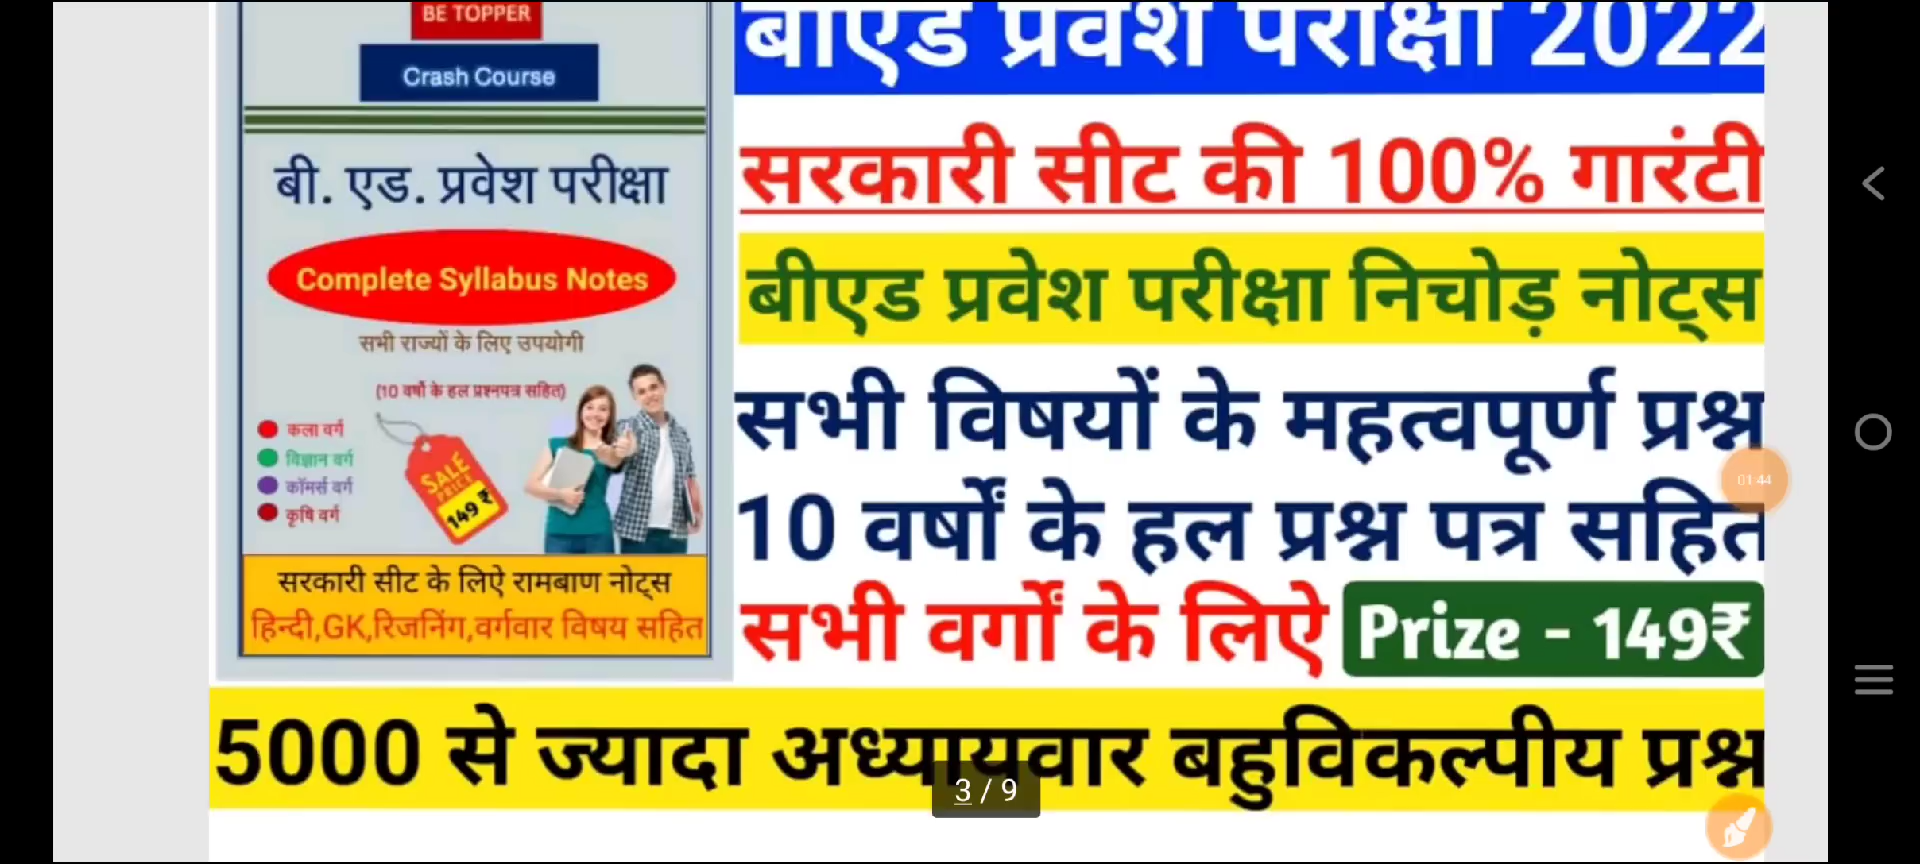 BE TOPPER
Crash Course
बी. एड. प्रवेश परीक्षा
Complete Syllabus Notes
सभी राज्यों के लिए उपयोगी
(10 वर्षो के हल प्रश्नपत्र सहित)
कला वर्ग
विज्ञान वर्ग
कॉमर्स वर्ग
कृषि वर्ग
SALE
PRICE
149 ₹
सरकारी सीट के लिऐ रामबाण नोट्स
हिन्दी,GK,रिजनिंग,वर्गवार विषय सहित
बीएड प्रवेश परीक्षा 2022
सरकारी सीट की 100% गारंटी
बीएड प्रवेश परीक्षा निचोड़ नोट्स
सभी विषयों के महत्वपूर्ण प्रश्न
10 वर्षों के हल प्रश्न पत्र सहित
सभी वर्गों के लिऐ Prize - 149₹
5000 से ज्यादा अध्यायवार बहुविकल्पीय प्रश्न
3 / 9
01:44